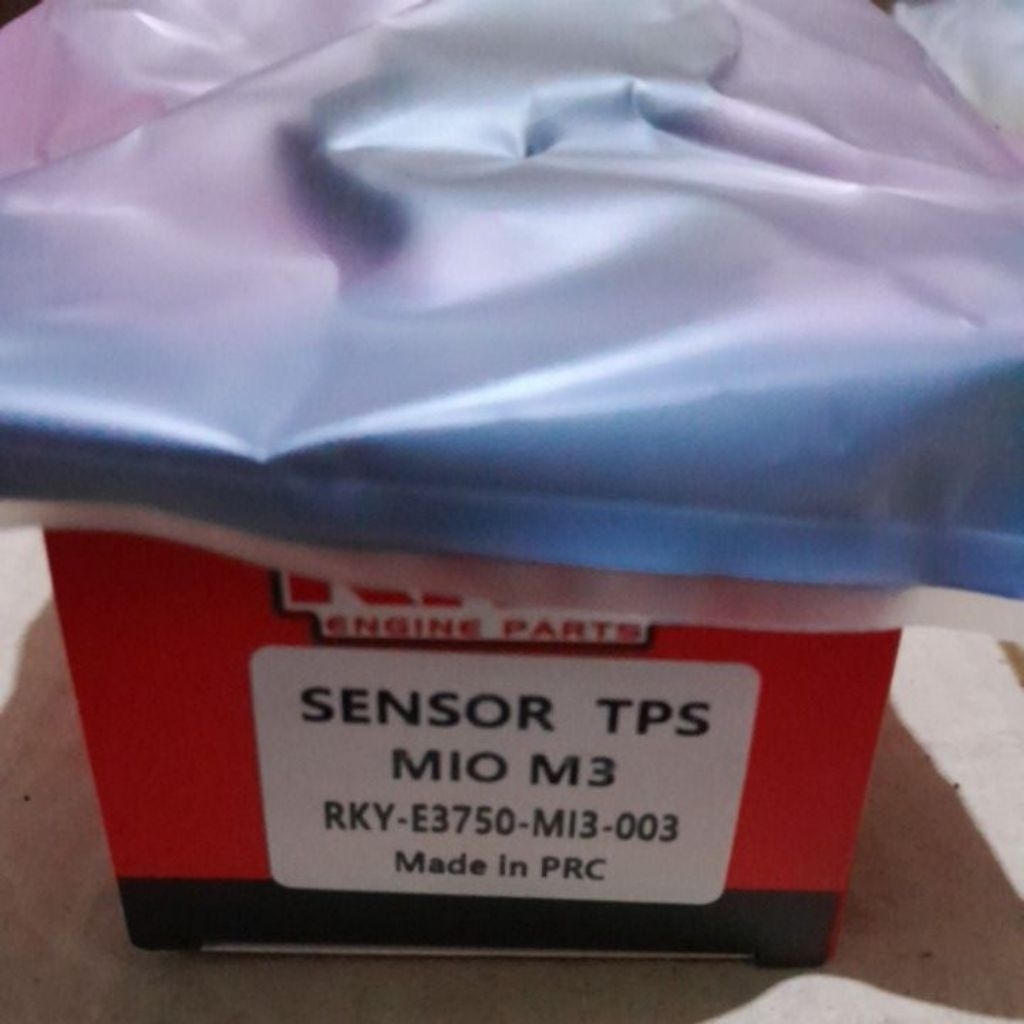 ENGINE PARTS
SENSOR TPS
MIO M3
RKY-E3750-MI3-003
Made in PRC